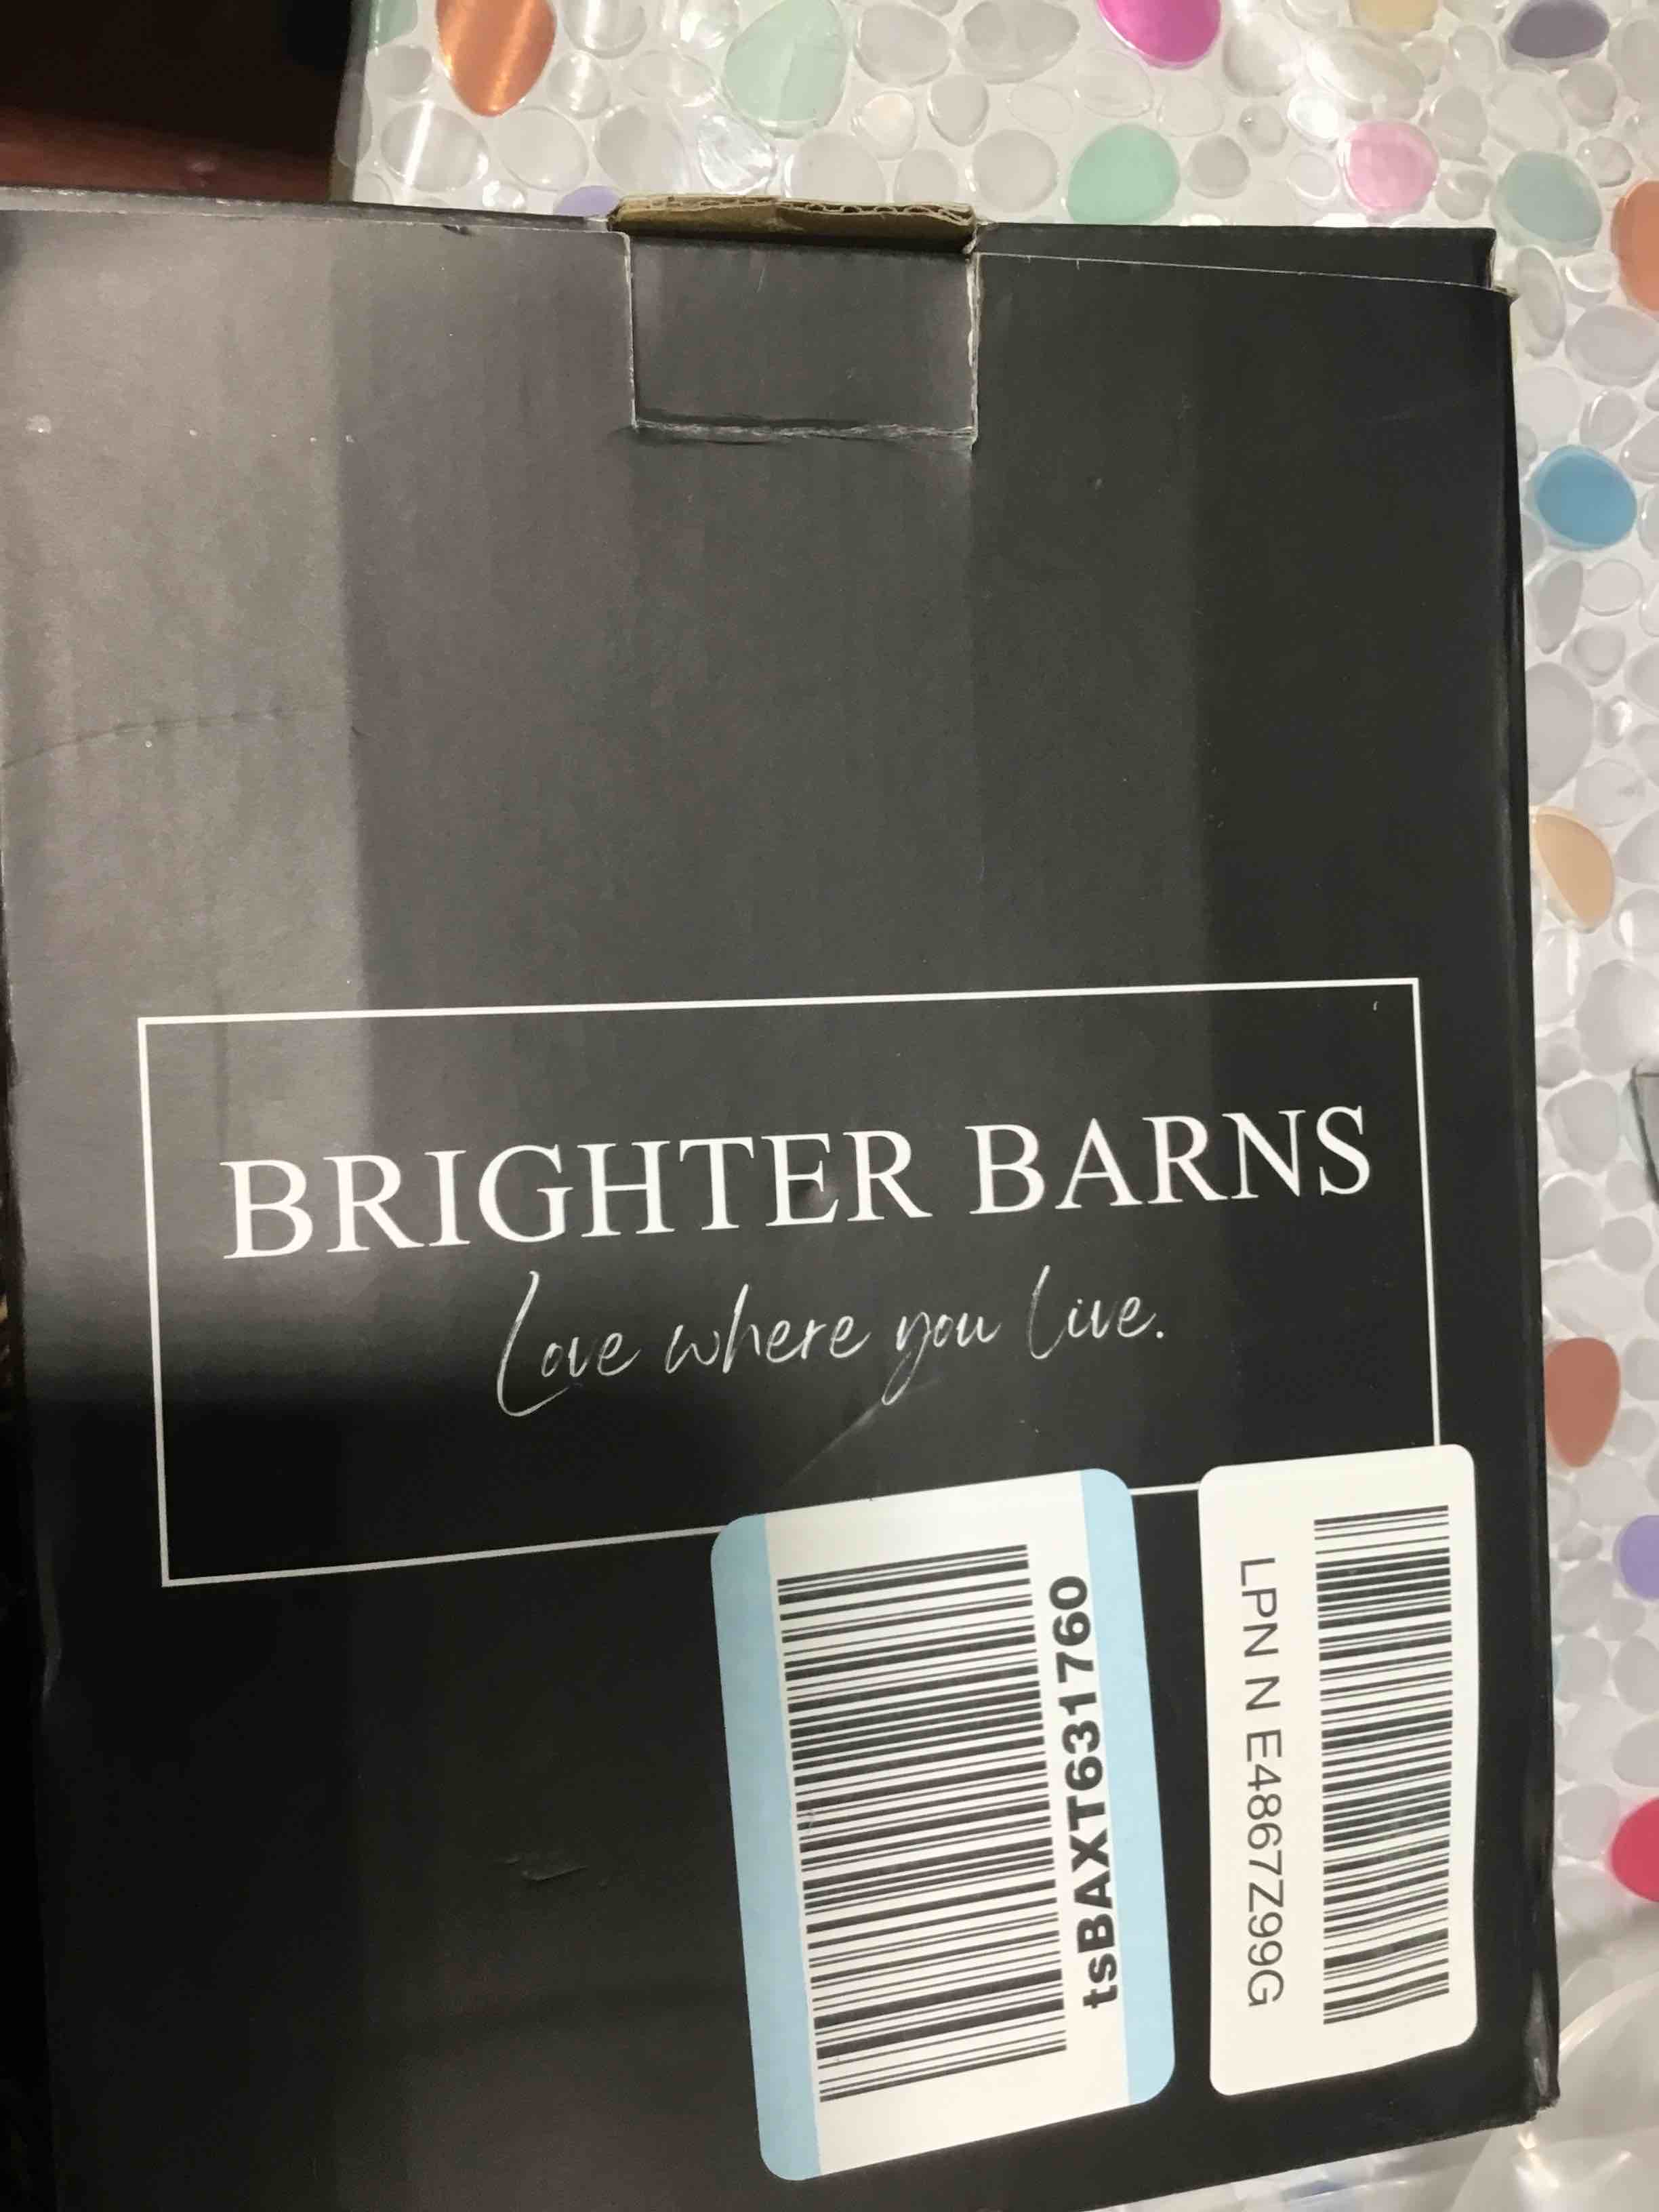 BRIGHTER BARNS
Love where you live.
tsBAXT631760
LPN N E4867Z99G